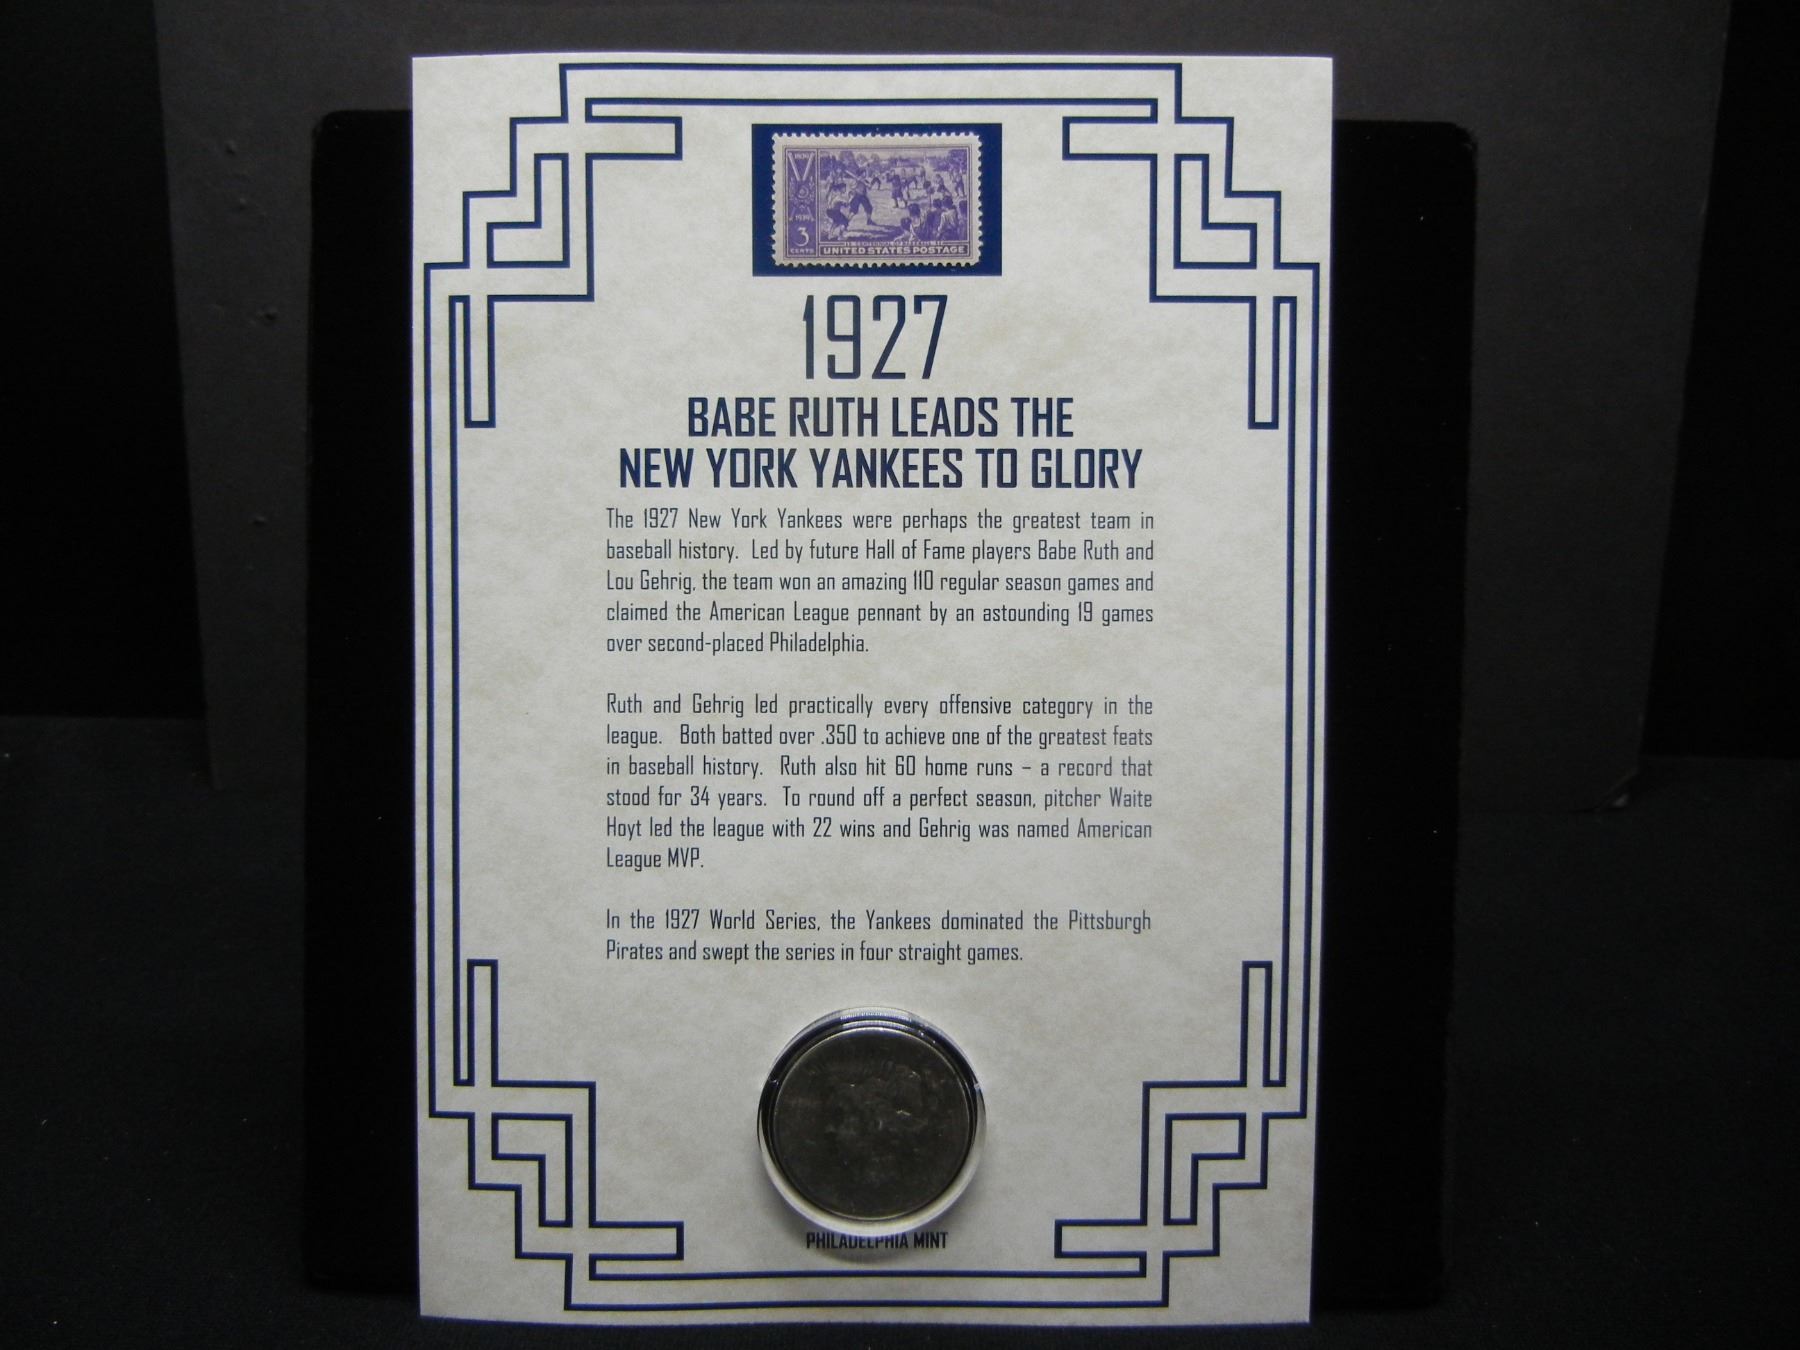 1839
1939
3
CENTS
CENTENNIAL OF BASEBALL
UNITED STATES POSTAGE
1927
BABE RUTH LEADS THE
NEW YORK YANKEES TO GLORY
The 1927 New York Yankees were perhaps the greatest team in
baseball history. Led by future Hall of Fame players Babe Ruth and
Lou Gehrig, the team won an amazing 110 regular season games and
claimed the American League pennant by an astounding 19 games
over second-placed Philadelphia.
Ruth and Gehrig led practically every offensive category in the
league. Both batted over .350 to achieve one of the greatest feats
in baseball history. Ruth also hit 60 home runs – a record that
stood for 34 years. To round off a perfect season, pitcher Waite
Hoyt led the league with 22 wins and Gehrig was named American
League MVP.
In the 1927 World Series, the Yankees dominated the Pittsburgh
Pirates and swept the series in four straight games.
PHILADELPHIA MINT